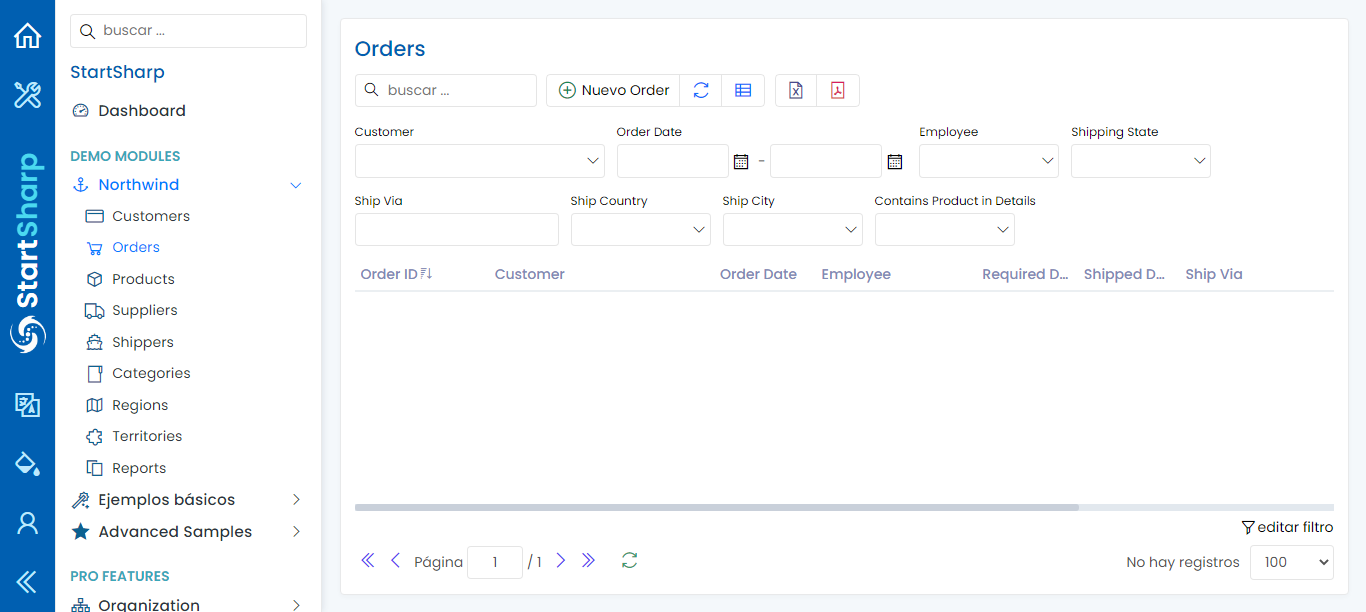 buscar ...
StartSharp
Dashboard
DEMO MODULES
Northwind
Customers
Orders
Products
Suppliers
Shippers
Categories
Regions
Territories
Reports
Ejemplos básicos
Advanced Samples
PRO FEATURES
Organization
StartSharp
Orders
buscar ...
Nuevo Order
Customer
Order Date
Employee
Shipping State
-
Ship Via
Ship Country
Ship City
Contains Product in Details
Order ID Customer Order Date Employee Required D... Shipped D... Ship Via
editar filtro
Página 1 / 1
No hay registros 100